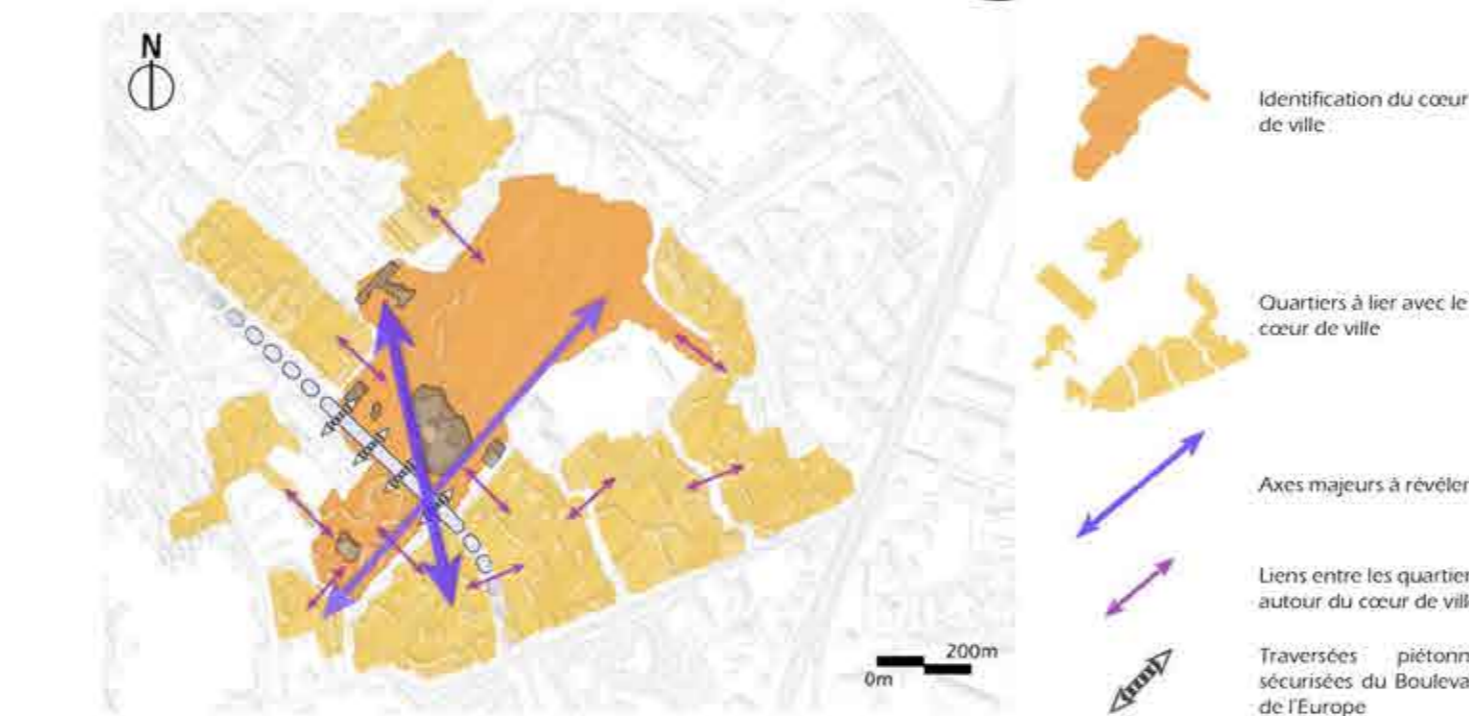 N
200m
0m
Identification du cœur
de ville
Quartiers à lier avec le
cœur de ville
Axes majeurs à révéler
Liens entre les quartier
autour du cœur de vill
Traversées piétonn
sécurisées du Bouleva
de l'Europe